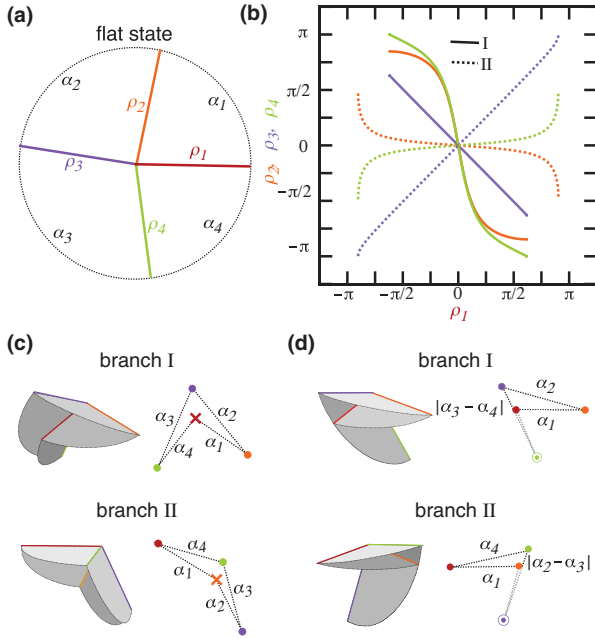 (a)
flat state
α2
α1
ρ2
ρ1
ρ3
ρ4
α3
α4
(b)
π
π/2
0
−π/2
−π
ρ2, ρ3, ρ4
I
II
−π
−π/2
0
π/2
π
ρ1
(c)
branch I
α3
α2
α4
α1
branch II
α4
α1
α2
α3
(d)
branch I
α2
|α3−α4|
α1
branch II
α4
|α2−α3|
α1